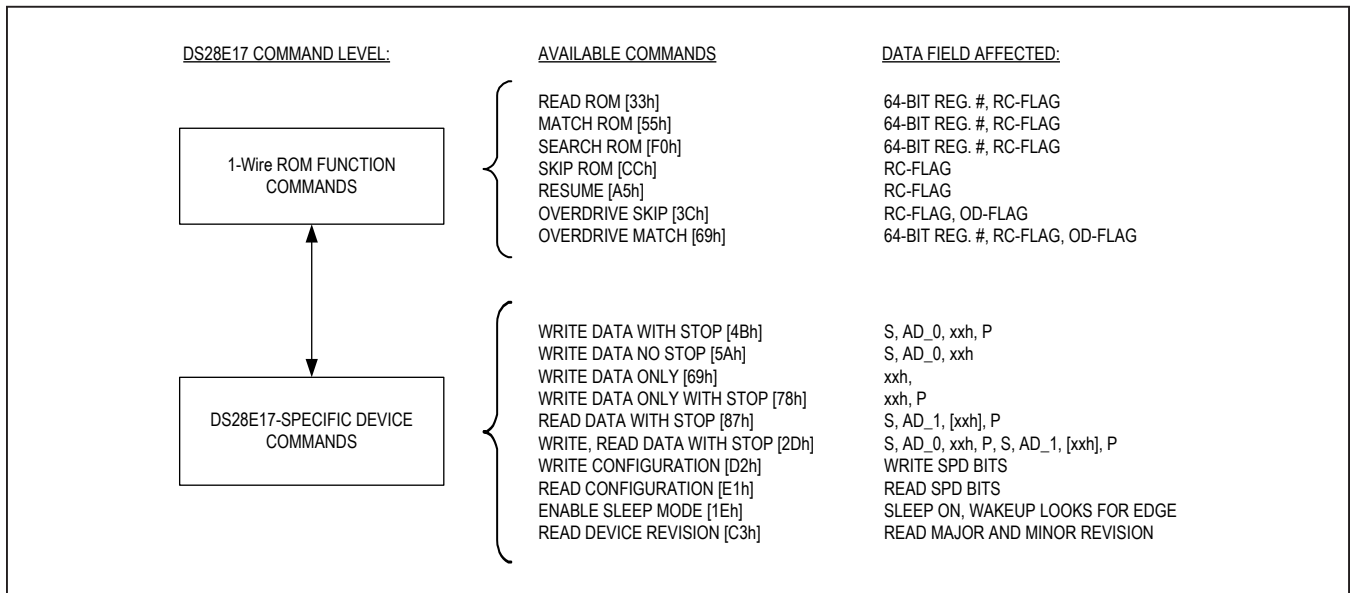 DS28E17 COMMAND LEVEL: AVAILABLE COMMANDS DATA FIELD AFFECTED:
1-Wire ROM FUNCTION
COMMANDS
READ ROM [33h] 64-BIT REG. #, RC-FLAG
MATCH ROM [55h] 64-BIT REG. #, RC-FLAG
SEARCH ROM [F0h] 64-BIT REG. #, RC-FLAG
SKIP ROM [CCh] RC-FLAG
RESUME [A5h] RC-FLAG
OVERDRIVE SKIP [3Ch] RC-FLAG, OD-FLAG
OVERDRIVE MATCH [69h] 64-BIT REG. #, RC-FLAG, OD-FLAG
DS28E17-SPECIFIC DEVICE
COMMANDS
WRITE DATA WITH STOP [4Bh] S, AD_0, xxh, P
WRITE DATA NO STOP [5Ah] S, AD_0, xxh
WRITE DATA ONLY [69h] xxh,
WRITE DATA ONLY WITH STOP [78h] xxh, P
READ DATA WITH STOP [87h] S, AD_1, [xxh], P
WRITE, READ DATA WITH STOP [2Dh] S, AD_0, xxh, P, S, AD_1, [xxh], P
WRITE CONFIGURATION [D2h] WRITE SPD BITS
READ CONFIGURATION [E1h] READ SPD BITS
ENABLE SLEEP MODE [1Eh] SLEEP ON, WAKEUP LOOKS FOR EDGE
READ DEVICE REVISION [C3h] READ MAJOR AND MINOR REVISION